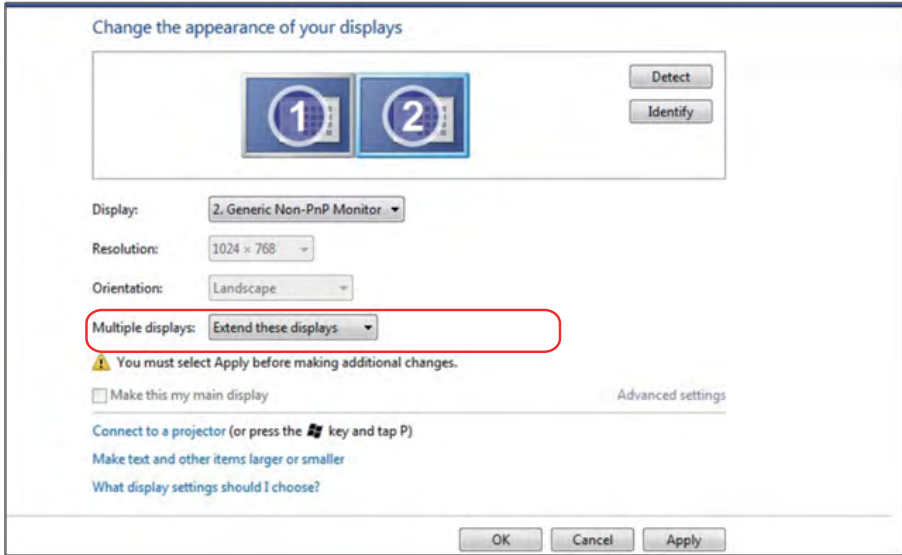 Change the appearance of your displays
1 2
Detect
Identify
Display: 2. Generic Non-PnP Monitor
Resolution: 1024 × 768
Orientation: Landscape
Multiple displays: Extend these displays
You must select Apply before making additional changes.
Make this my main display Advanced settings
Connect to a projector (or press the key and tap P)
Make text and other items larger or smaller
What display settings should I choose?
OK Cancel Apply